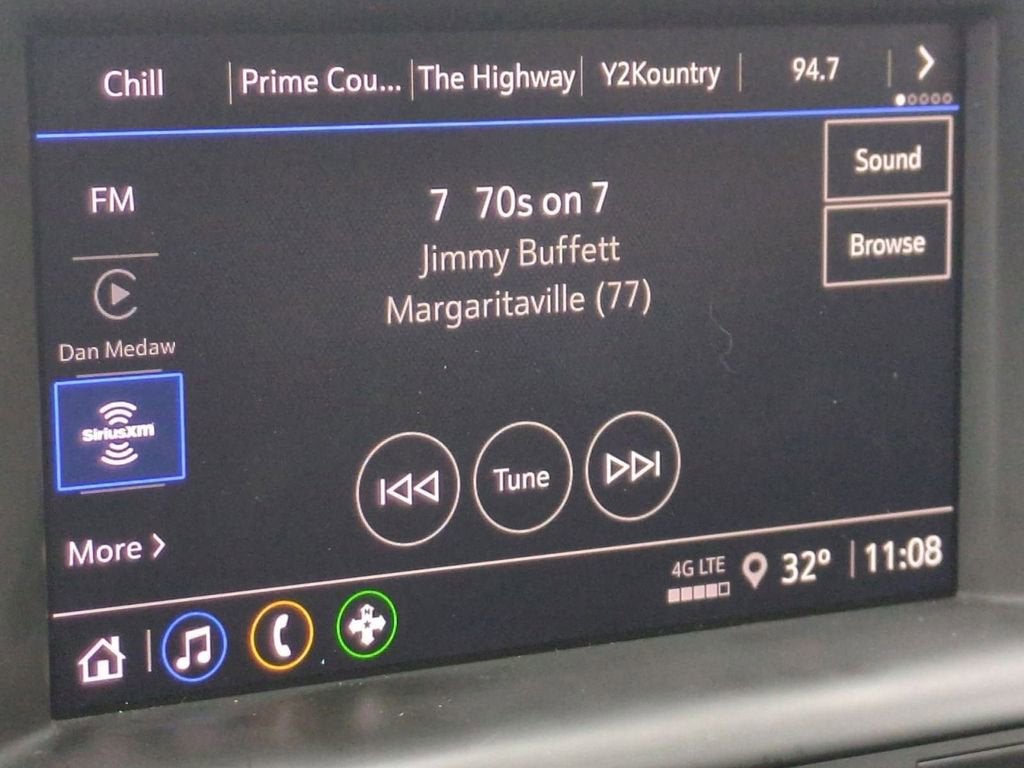 Chill
Prime Cou...
The Highway
Y2Kountry
94.7
Sound
FM
7 70s on 7
Browse
Jimmy Buffett
Margaritaville (77)
Dan Medaw
SiriusXM
Tune
More
4G LTE
32°
11:08
N